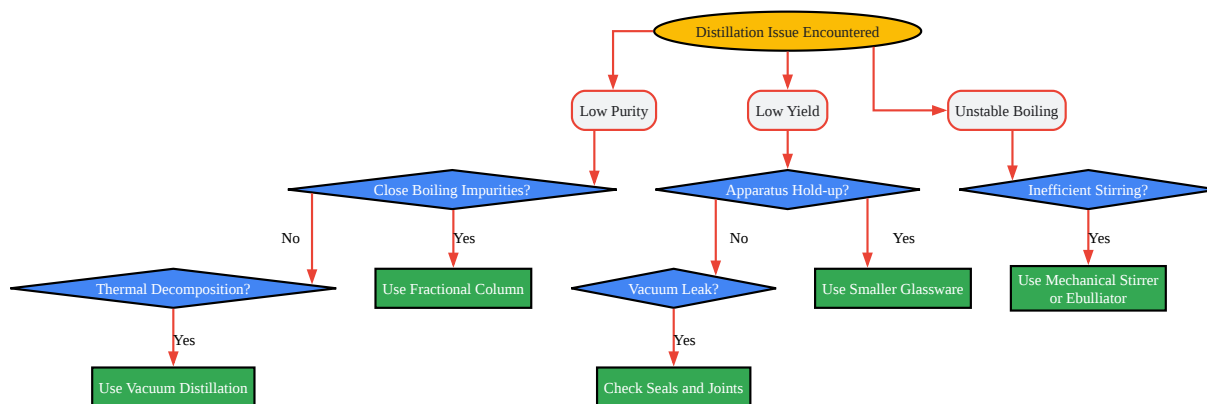 Distillation Issue Encountered
Low Purity
Low Yield
Unstable Boiling
Close Boiling Impurities?
Apparatus Hold-up?
Inefficient Stirring?
No
Yes
No
Yes
Yes
Thermal Decomposition?
Use Fractional Column
Vacuum Leak?
Use Smaller Glassware
Use Mechanical Stirrer
or Ebulliator
Yes
Yes
Use Vacuum Distillation
Check Seals and Joints